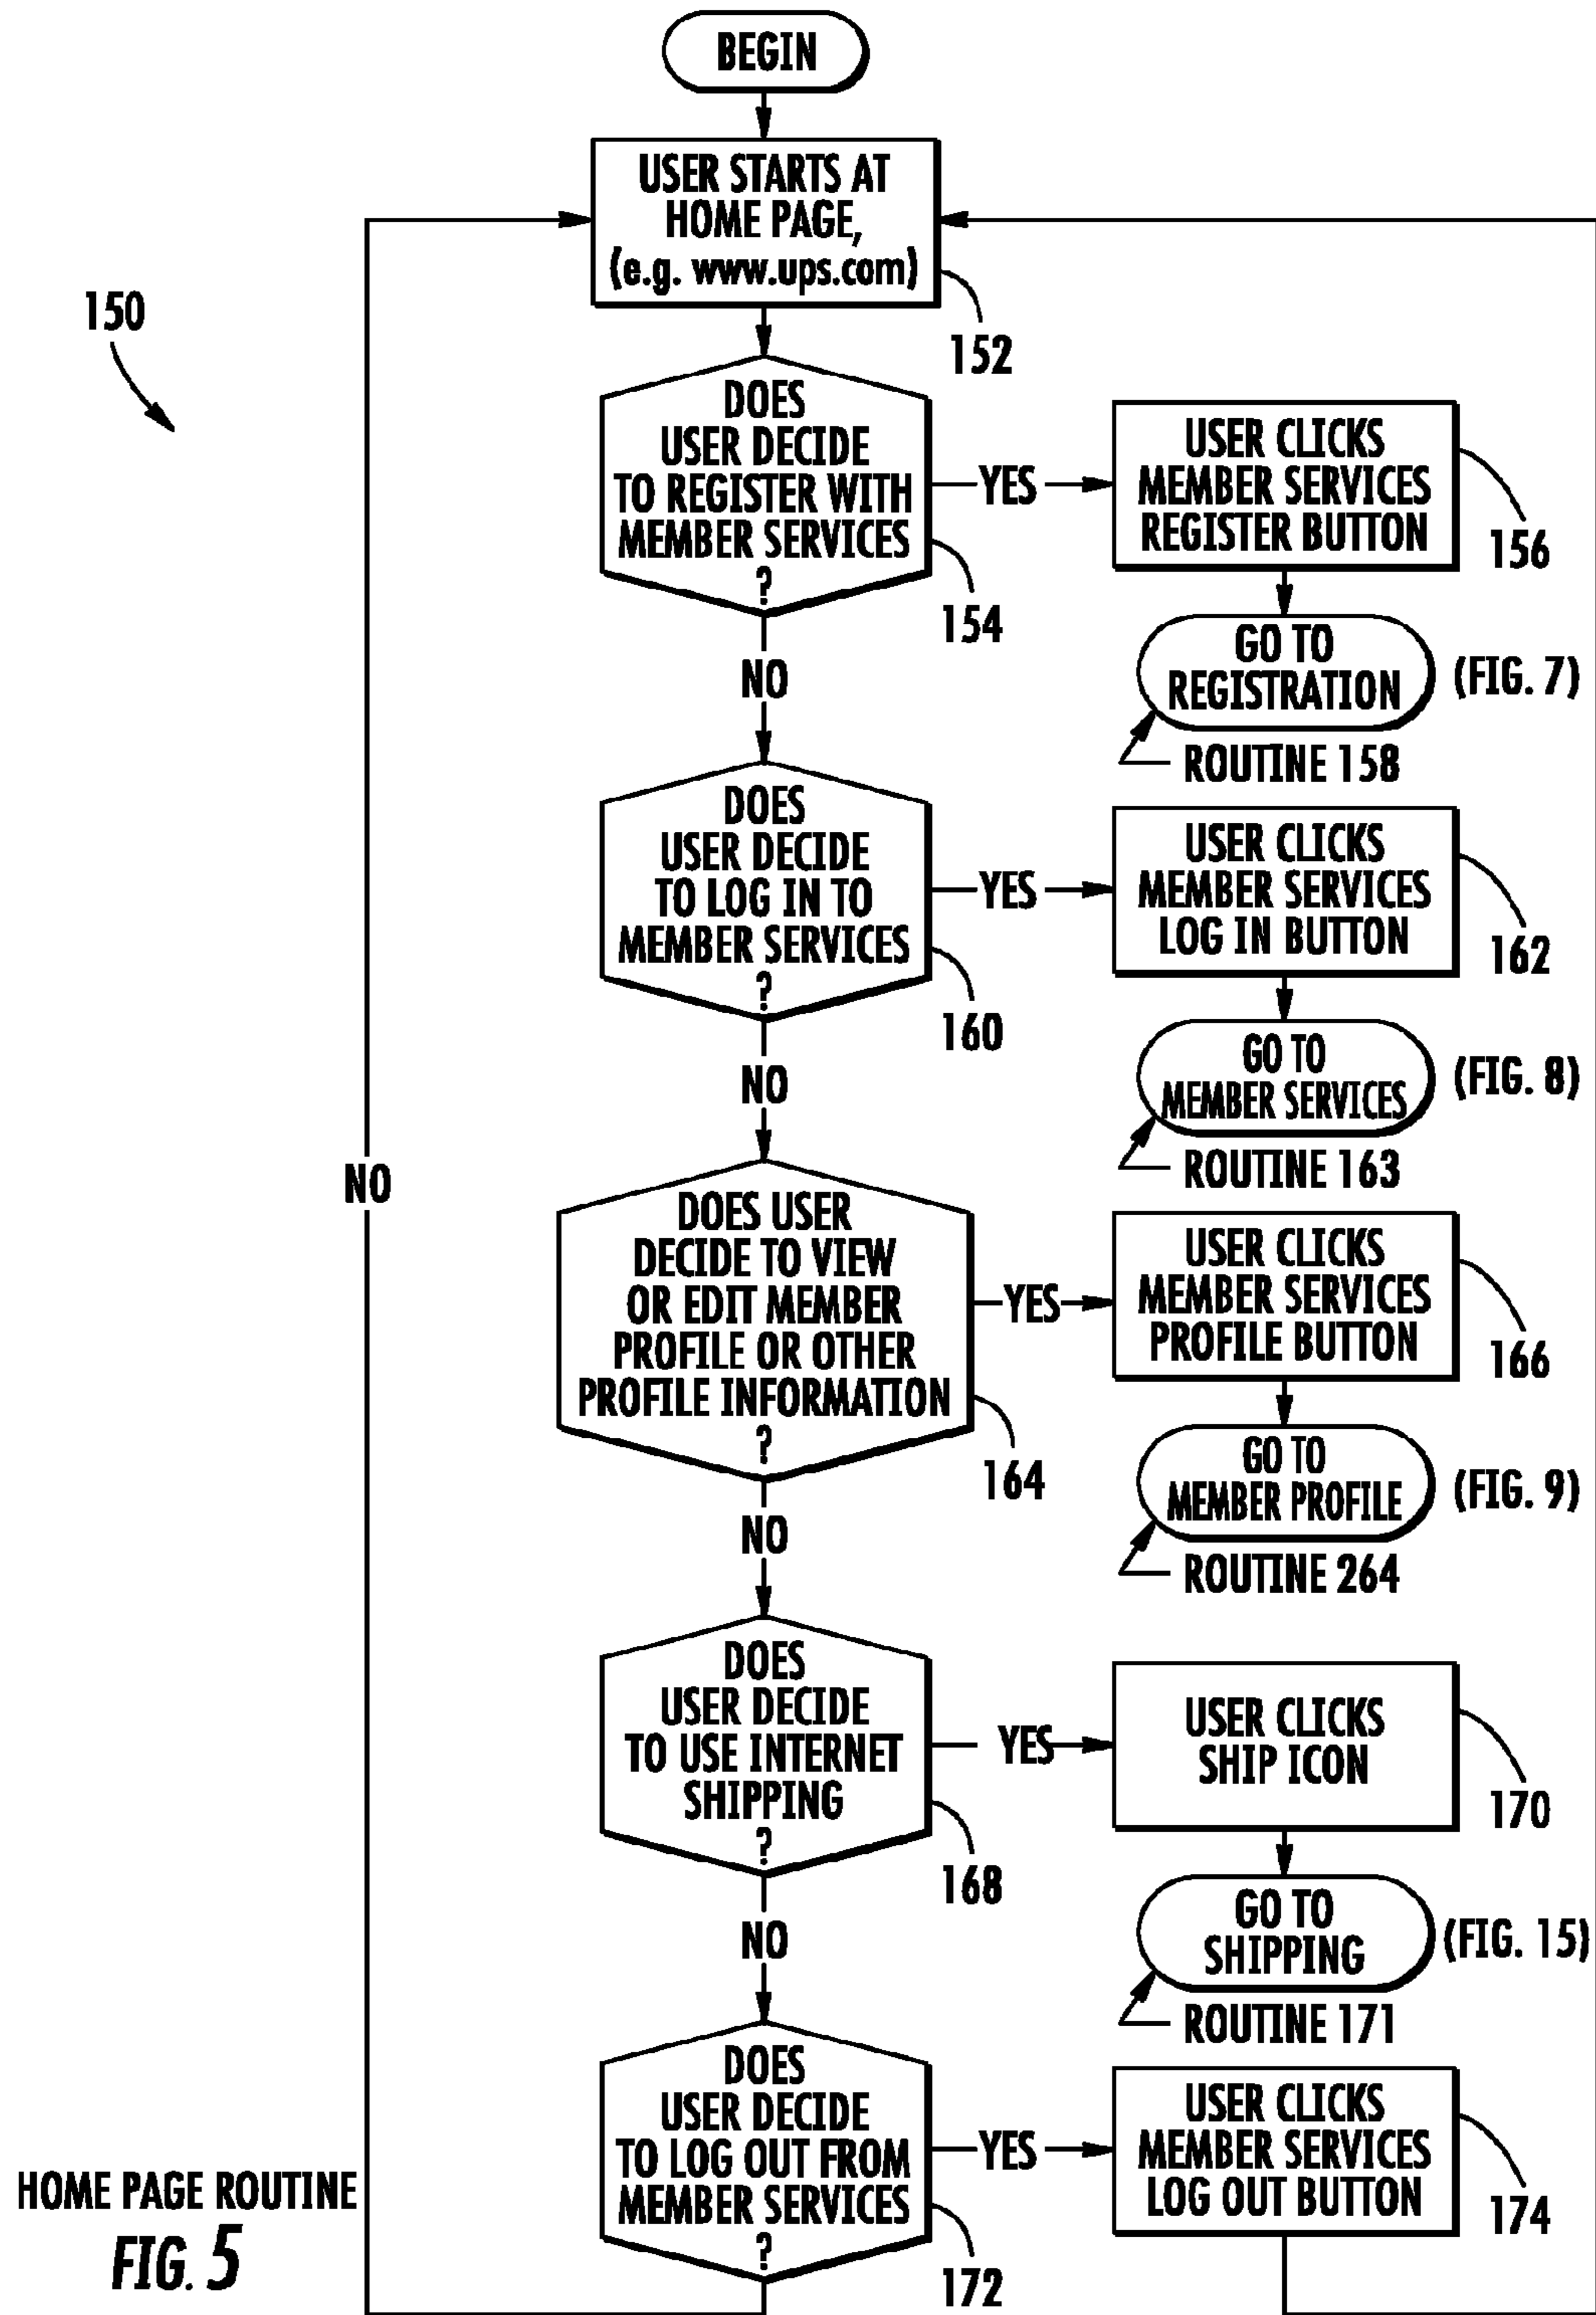 BEGIN
USER STARTS AT
HOME PAGE,
(e.g. www.ups.com)
152
150
DOES
USER DECIDE
TO REGISTER WITH
MEMBER SERVICES
?
154
YES
USER CLICKS
MEMBER SERVICES
REGISTER BUTTON
156
GO TO
REGISTRATION
(FIG. 7)
ROUTINE 158
NO
DOES
USER DECIDE
TO LOG IN TO
MEMBER SERVICES
?
160
YES
USER CLICKS
MEMBER SERVICES
LOG IN BUTTON
162
GO TO
MEMBER SERVICES
(FIG. 8)
ROUTINE 163
NO
NO
DOES USER
DECIDE TO VIEW
OR EDIT MEMBER
PROFILE OR OTHER
PROFILE INFORMATION
?
164
YES
USER CLICKS
MEMBER SERVICES
PROFILE BUTTON
166
GO TO
MEMBER PROFILE
(FIG. 9)
ROUTINE 264
NO
DOES
USER DECIDE
TO USE INTERNET
SHIPPING
?
168
YES
USER CLICKS
SHIP ICON
170
GO TO
SHIPPING
(FIG. 15)
ROUTINE 171
NO
DOES
USER DECIDE
TO LOG OUT FROM
MEMBER SERVICES
?
172
YES
USER CLICKS
MEMBER SERVICES
LOG OUT BUTTON
174
HOME PAGE ROUTINE
FIG. 5